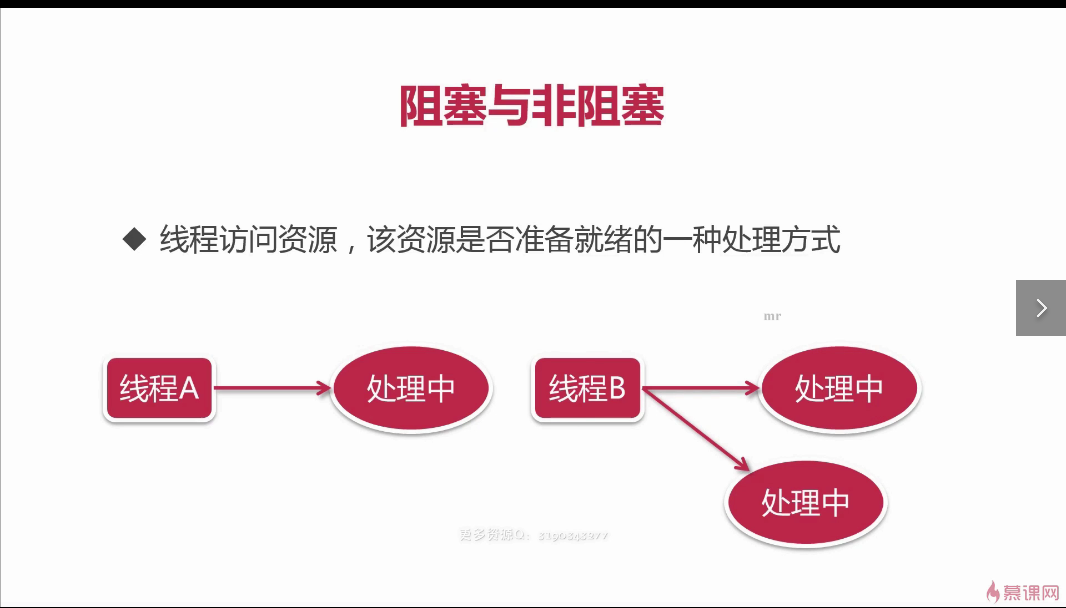 阻塞与非阻塞
◆ 线程访问资源，该资源是否准备就绪的一种处理方式
mr
线程A
处理中
线程B
处理中
处理中
更多资源Q:
慕课网